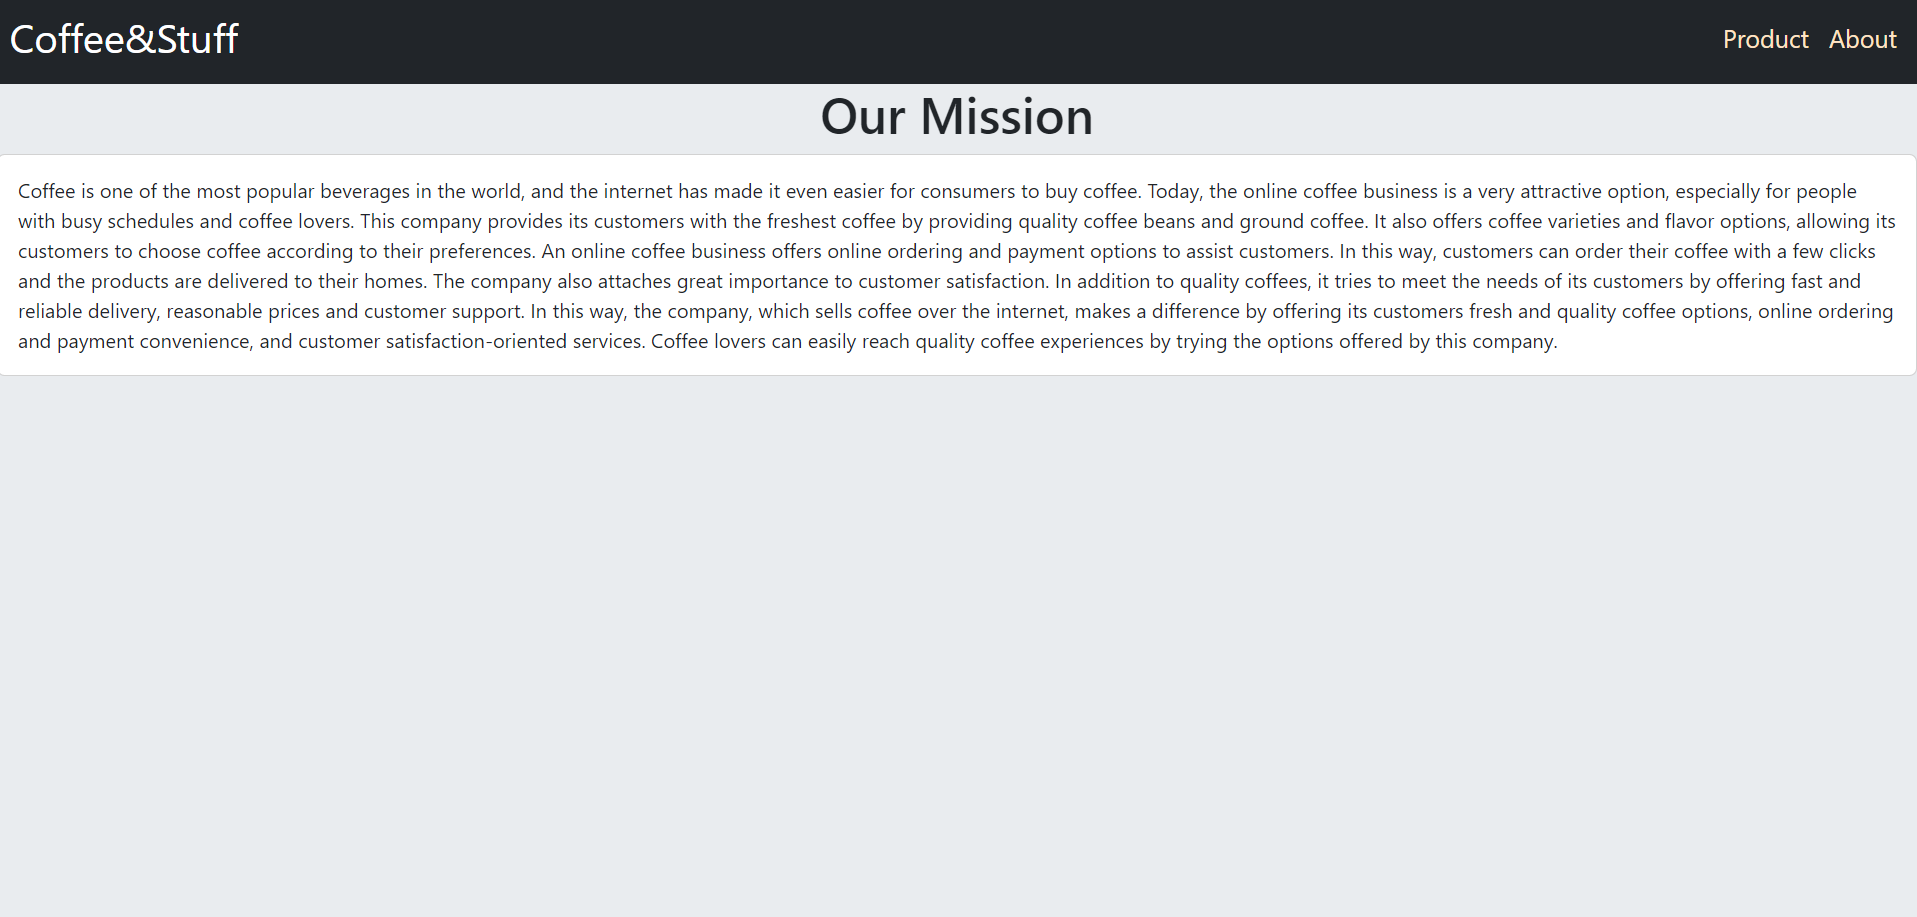 Coffee&Stuff
Product About
Our Mission
Coffee is one of the most popular beverages in the world, and the internet has made it even easier for consumers to buy coffee. Today, the online coffee business is a very attractive option, especially for people
with busy schedules and coffee lovers. This company provides its customers with the freshest coffee by providing quality coffee beans and ground coffee. It also offers coffee varieties and flavor options, allowing its
customers to choose coffee according to their preferences. An online coffee business offers online ordering and payment options to assist customers. In this way, customers can order their coffee with a few clicks
and the products are delivered to their homes. The company also attaches great importance to customer satisfaction. In addition to quality coffees, it tries to meet the needs of its customers by offering fast and
reliable delivery, reasonable prices and customer support. In this way, the company, which sells coffee over the internet, makes a difference by offering its customers fresh and quality coffee options, online ordering
and payment convenience, and customer satisfaction-oriented services. Coffee lovers can easily reach quality coffee experiences by trying the options offered by this company.